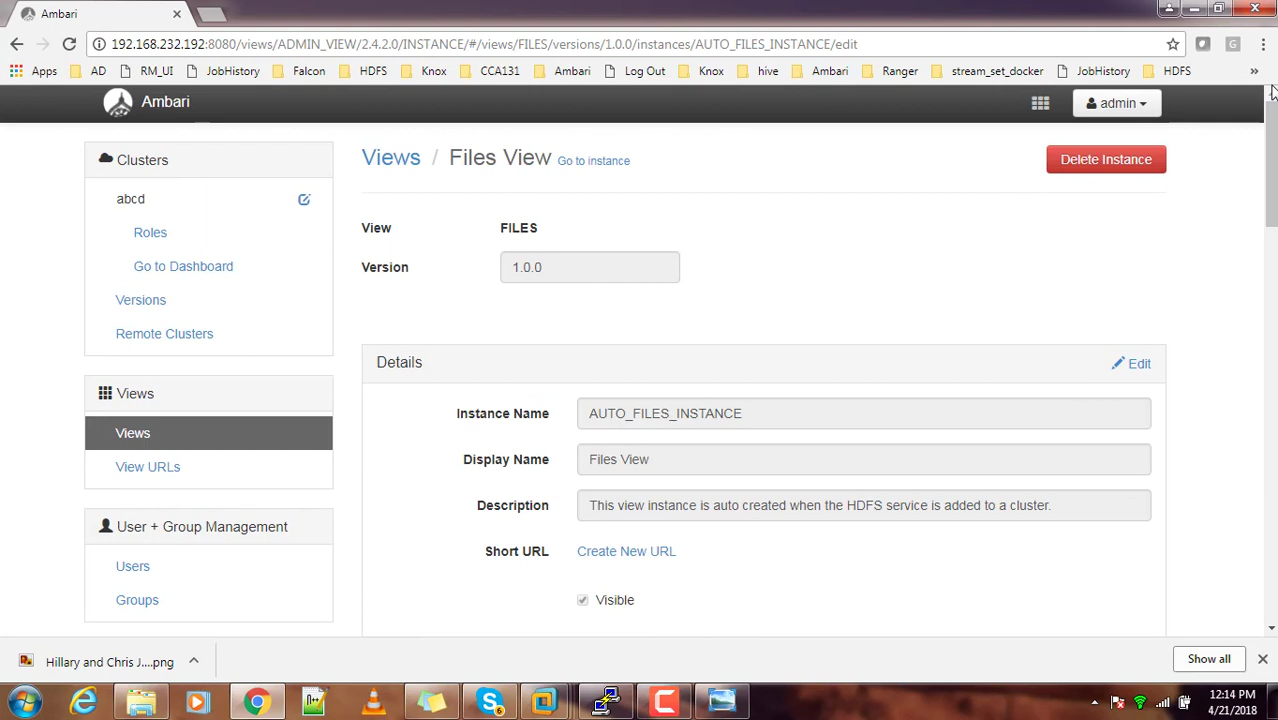 Ambari
192.168.232.192:8080/views/ADMIN_VIEW/2.4.2.0/INSTANCE/#/views/FILES/versions/1.0.0/instances/AUTO_FILES_INSTANCE/edit
Apps AD RM_UI JobHistory Falcon HDFS Knox CCA131 Ambari Log Out Knox hive Ambari Ranger stream_set_docker JobHistory HDFS »
Ambari admin
Clusters
abcd
Roles
Go to Dashboard
Versions
Remote Clusters
Views
Views
View URLs
User + Group Management
Users
Groups
Views / Files View Go to instance Delete Instance
View FILES
Version 1.0.0
Details Edit
Instance Name AUTO_FILES_INSTANCE
Display Name Files View
Description This view instance is auto created when the HDFS service is added to a cluster.
Short URL Create New URL
Visible
Hillary and Chris J....png Show all
12:14 PM
4/21/2018